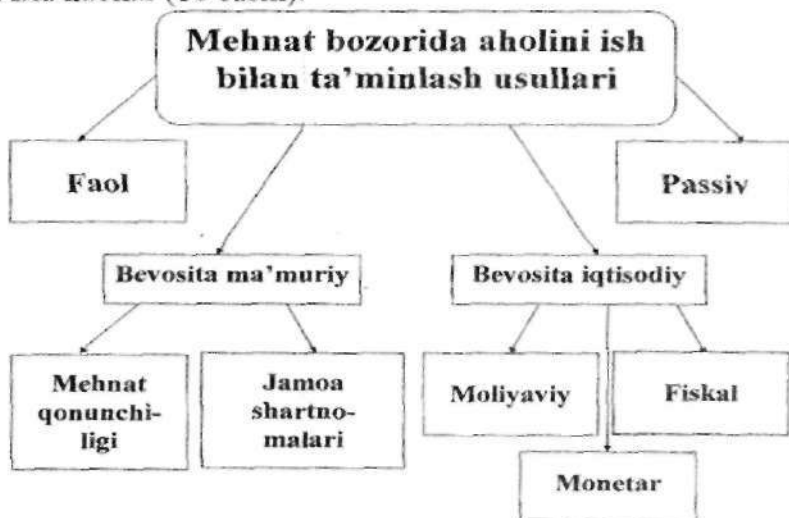 Mehnat bozorida aholini ish
bilan ta’minlash usullari
Faol
Passiv
Bevosita ma’muriy
Bevosita iqtisodiy
Mehnat
qonunchi-
ligi
Jamoa
shartno-
malari
Moliyaviy
Fiskal
Monetar